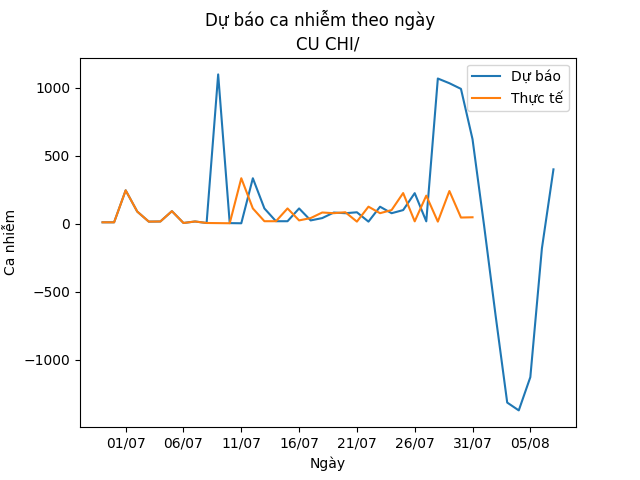 Dự báo ca nhiễm theo ngày
CU CHI/
Dự báo
Thực tế
1000
500
0
−500
−1000
Ca nhiễm
01/07 06/07 11/07 16/07 21/07 26/07 31/07 05/08
Ngày